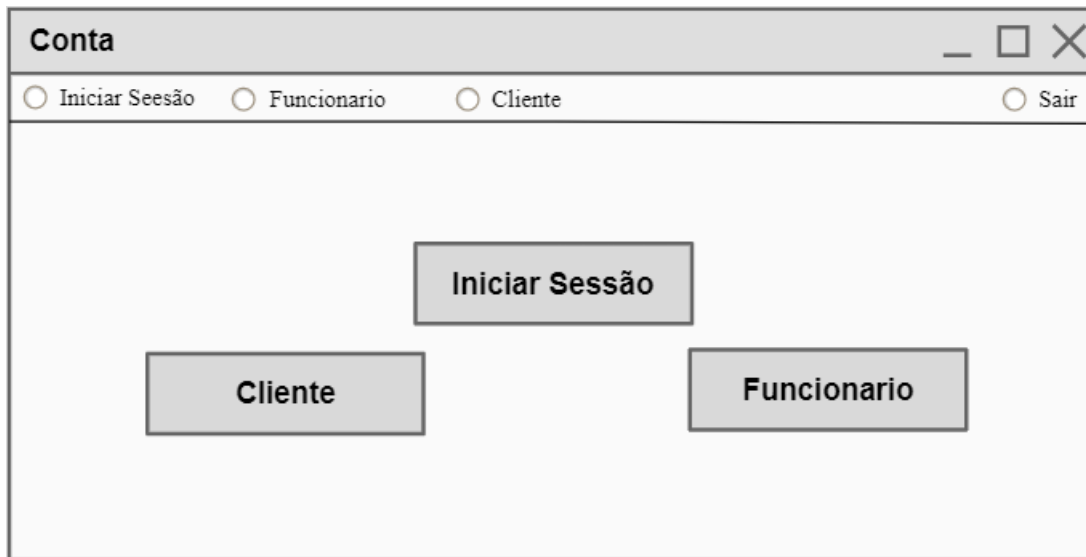 Conta
Iniciar Seesão Funcionario Cliente Sair
Iniciar Sessão
Cliente Funcionario